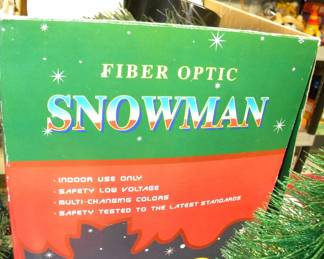 FIBER OPTIC
SNOWMAN
· INDOOR USE ONLY
· SAFETY LOW VOLTAGE
· MULTI-CHANGING COLORS
· SAFETY TESTED TO THE LATEST STANDARDS